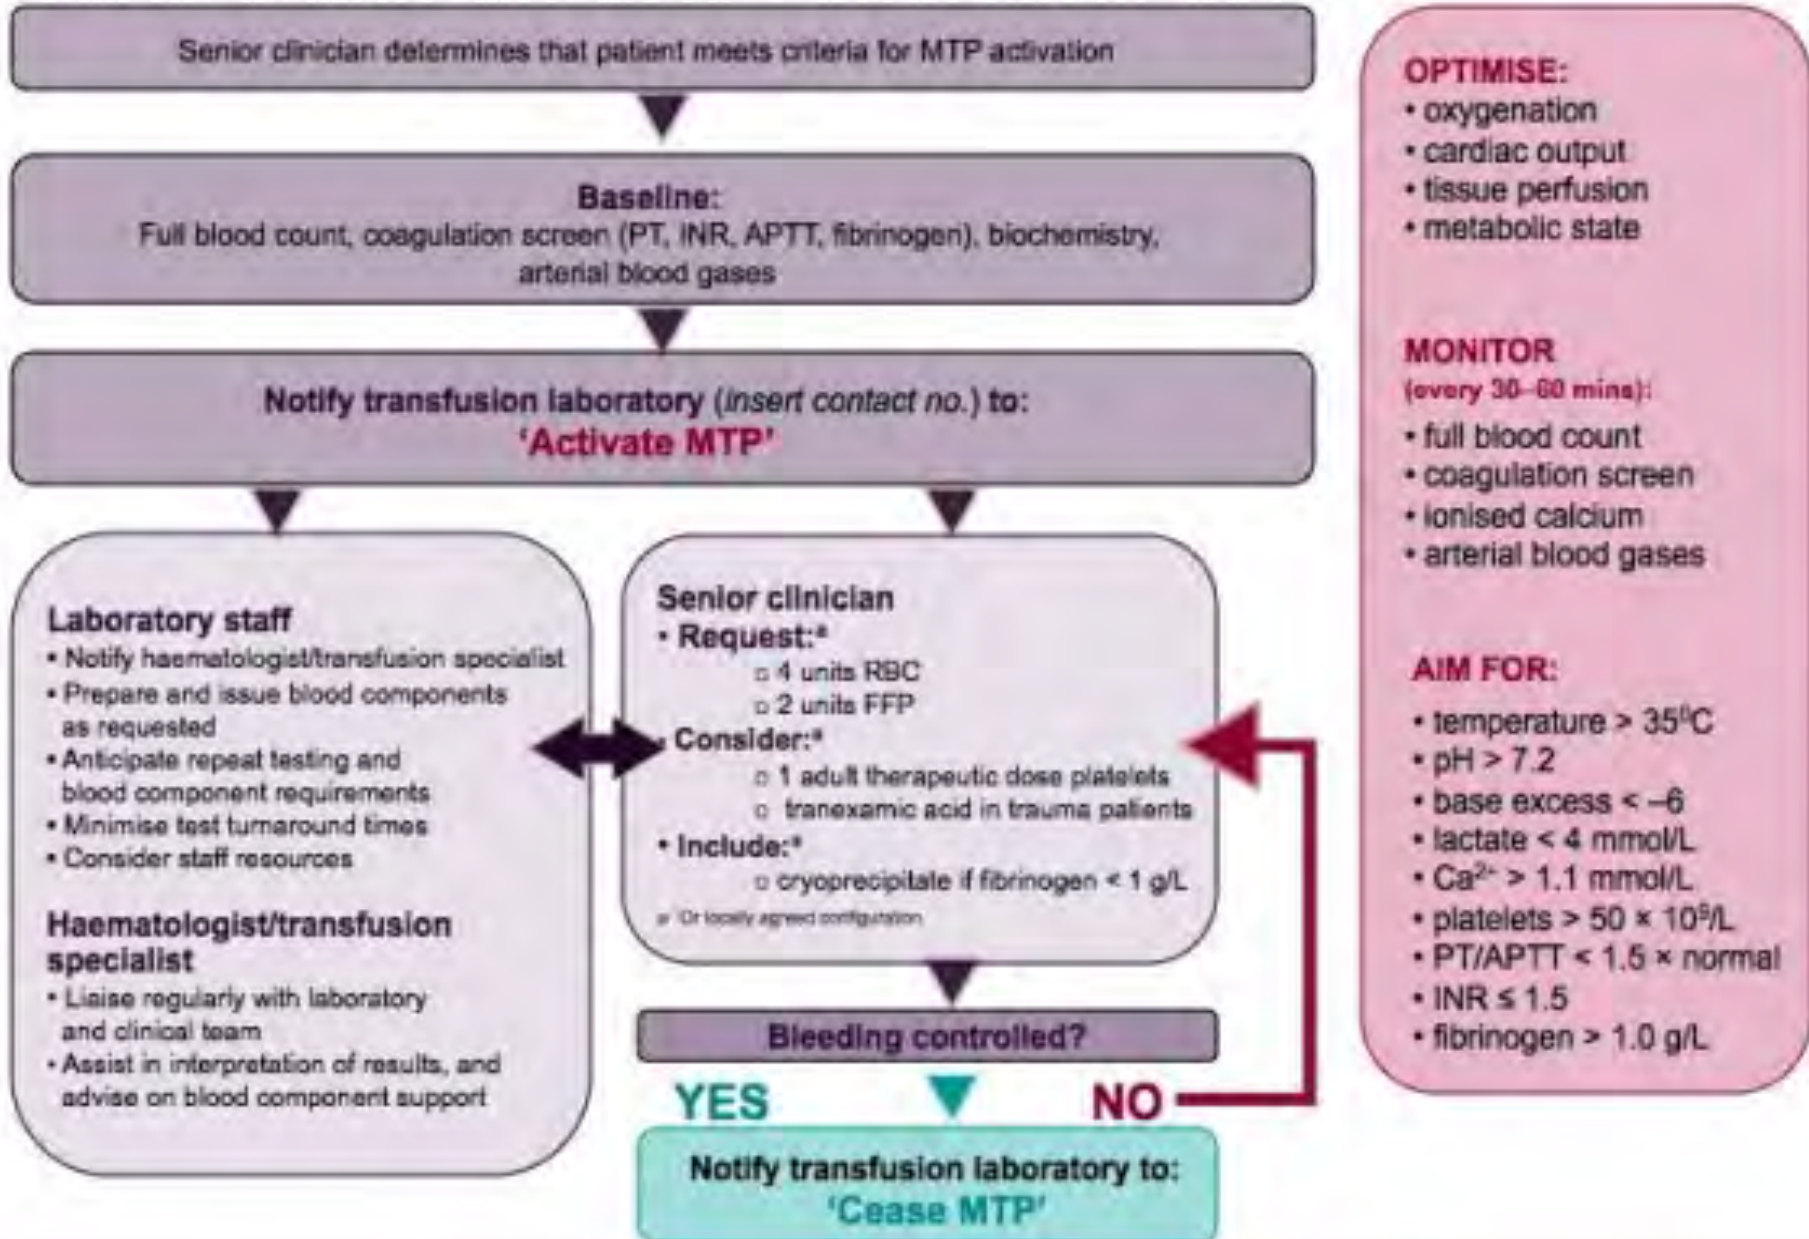 Senior clinician determines that patient meets criteria for MTP activation
Baseline:
Full blood count, coagulation screen (PT, INR, APTT, fibrinogen), biochemistry,
arterial blood gases
Notify transfusion laboratory (insert contact no.) to:
'Activate MTP'
Laboratory staff
• Notify haematologist/transfusion specialist
• Prepare and issue blood components
as requested
• Anticipate repeat testing and
blood component requirements
• Minimise test turnaround times
• Consider staff resources
Haematologist/transfusion
specialist
• Liaise regularly with laboratory
and clinical team
• Assist in interpretation of results, and
advise on blood component support
Senior clinician
• Request:ª
▫ 4 units RBC
▫ 2 units FFP
• Consider:ª
▫ 1 adult therapeutic dose platelets
▫ tranexamic acid in trauma patients
• Include:ª
▫ cryoprecipitate if fibrinogen < 1 g/L
a Or locally agreed configuration
Bleeding controlled?
YES
NO
Notify transfusion laboratory to:
'Cease MTP'
OPTIMISE:
• oxygenation
• cardiac output
• tissue perfusion
• metabolic state
MONITOR
(every 30–60 mins):
• full blood count
• coagulation screen
• ionised calcium
• arterial blood gases
AIM FOR:
• temperature > 35⁰C
• pH > 7.2
• base excess < –6
• lactate < 4 mmol/L
• Ca²⁺ > 1.1 mmol/L
• platelets > 50 × 10⁹/L
• PT/APTT < 1.5 × normal
• INR ≤ 1.5
• fibrinogen > 1.0 g/L